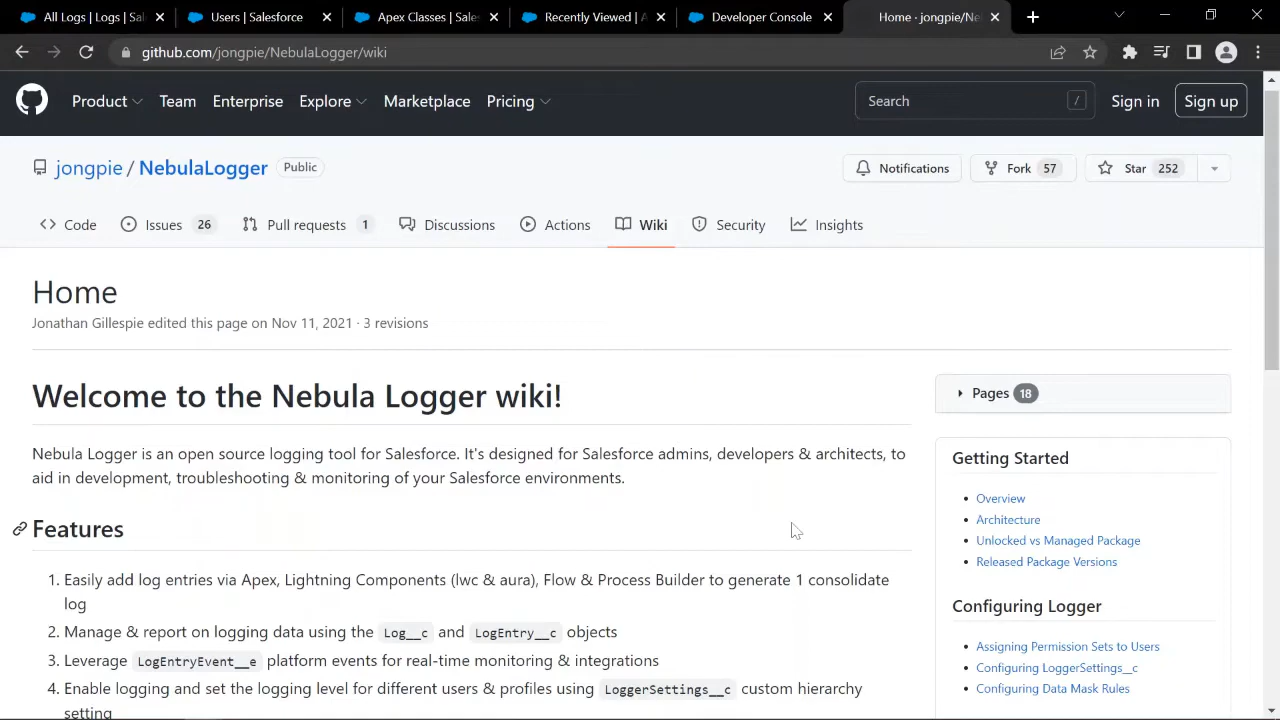 All Logs | Logs | Sal
Users | Salesforce
Apex Classes | Sale
Recently Viewed | A
Developer Console
Home · jongpie/Ne
github.com/jongpie/NebulaLogger/wiki
Product
Team
Enterprise
Explore
Marketplace
Pricing
Search
/
Sign in
Sign up
jongpie / NebulaLogger
Public
Notifications
Fork 57
Star 252
Code
Issues 26
Pull requests 1
Discussions
Actions
Wiki
Security
Insights
Home
Jonathan Gillespie edited this page on Nov 11, 2021 · 3 revisions
Welcome to the Nebula Logger wiki!
Nebula Logger is an open source logging tool for Salesforce. It's designed for Salesforce admins, developers & architects, to
aid in development, troubleshooting & monitoring of your Salesforce environments.
Features
1. Easily add log entries via Apex, Lightning Components (lwc & aura), Flow & Process Builder to generate 1 consolidate
log
2. Manage & report on logging data using the Log__c and LogEntry__c objects
3. Leverage LogEntryEvent__e platform events for real-time monitoring & integrations
4. Enable logging and set the logging level for different users & profiles using LoggerSettings__c custom hierarchy
setting
Pages 18
Getting Started
Overview
Architecture
Unlocked vs Managed Package
Released Package Versions
Configuring Logger
Assigning Permission Sets to Users
Configuring LoggerSettings__c
Configuring Data Mask Rules